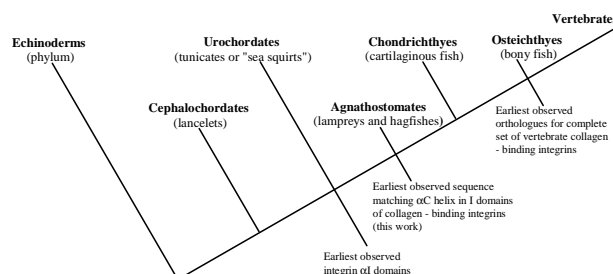 Vertebrate
Echinoderms
(phylum)
Urochordates
(tunicates or "sea squirts")
Chondrichthyes
(cartilaginous fish)
Osteichthyes
(bony fish)
Cephalochordates
(lancelets)
Agnathostomates
(lampreys and hagfishes)
Earliest observed
orthologues for complete
set of vertebrate collagen
- binding integrins
Earliest observed sequence
matching αC helix in I domains
of collagen - binding integrins
(this work)
Earliest observed
integrin αI domains